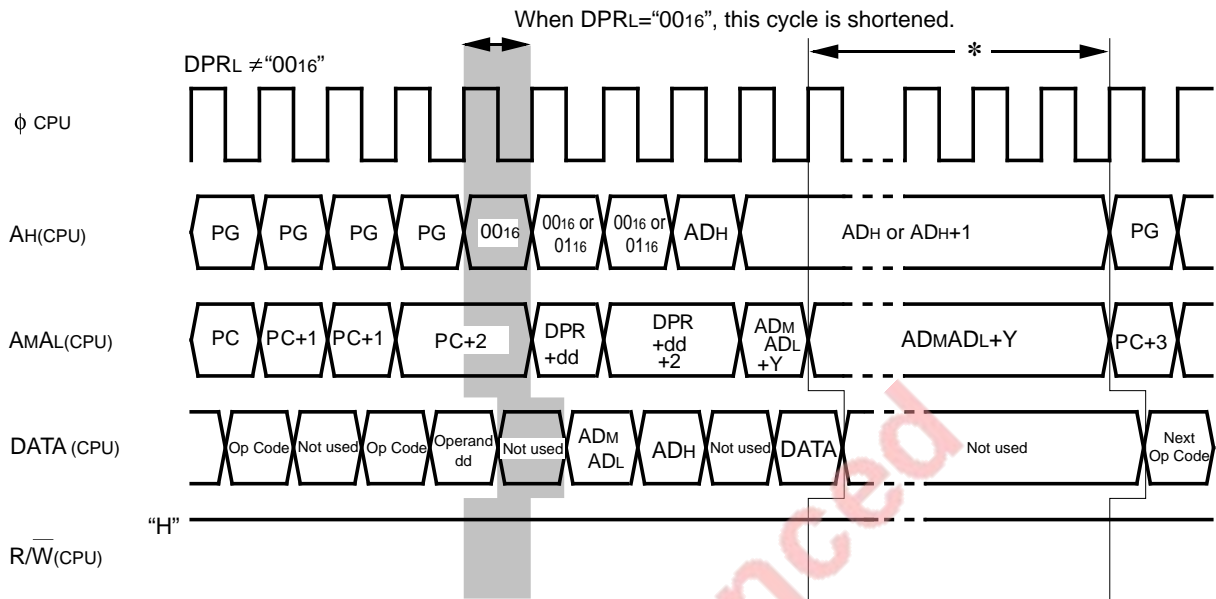 When DPRL="0016", this cycle is shortened.
*
DPRL ≠"0016"
ϕ CPU
AH(CPU)
PG
PG
PG
PG
0016
0016 or
0116
0016 or
0116
ADH
ADH or ADH+1
PG
AMAL(CPU)
PC
PC+1
PC+1
PC+2
DPR
+dd
DPR
+dd
+2
ADM
ADL
+Y
ADMADL+Y
PC+3
DATA (CPU)
Op Code
Not used
Op Code
Operand
dd
Not used
ADM
ADL
ADH
Not used
DATA
Not used
Next
Op Code
"H"
R/W̅(CPU)